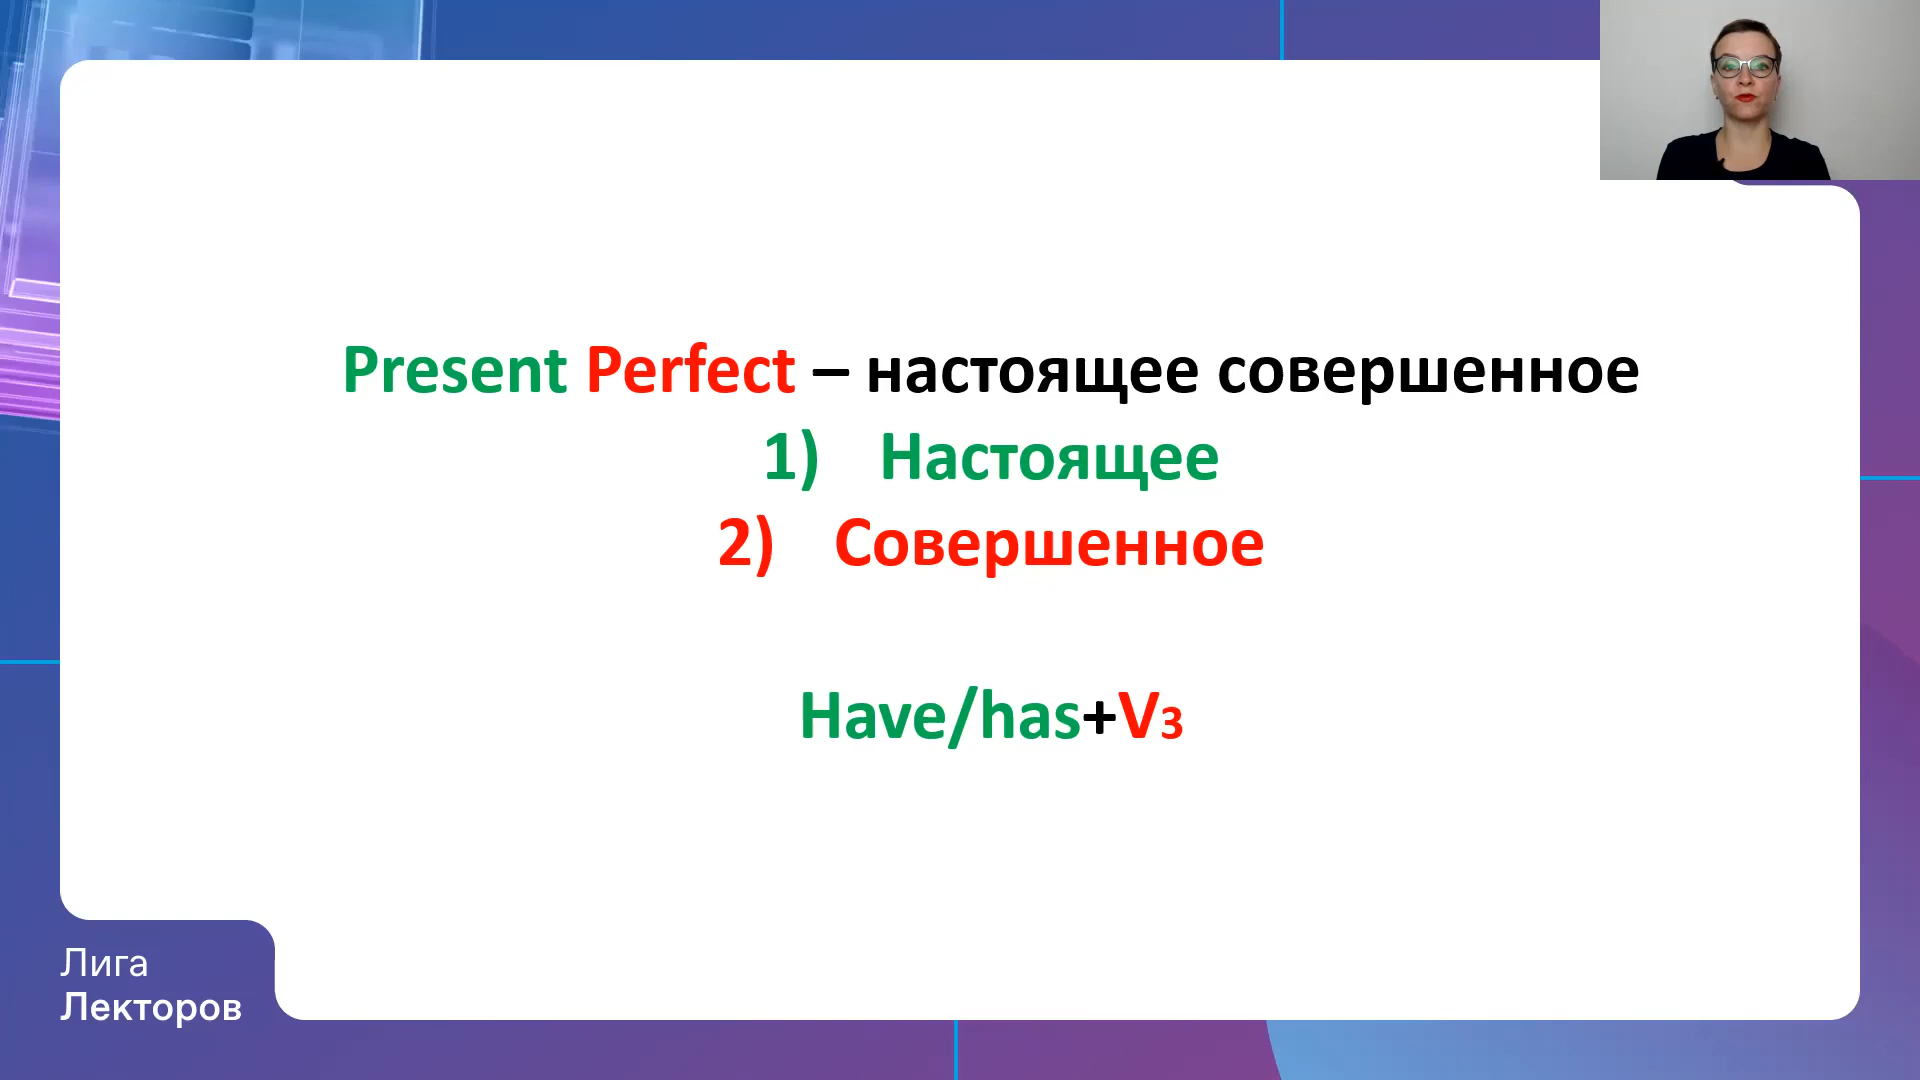 Present Perfect – настоящее совершенное
1) Настоящее
2) Совершенное
Have/has+V₃
Лига
Лекторов